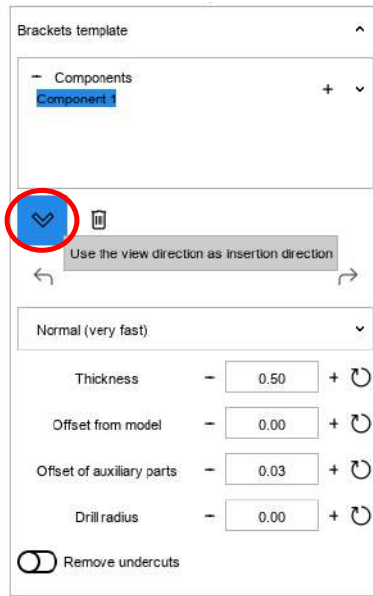 Brackets template
Components
Component 1
Use the view direction as insertion direction
Normal (very fast)
Thickness 0.50
Offset from model 0.00
Offset of auxiliary parts 0.03
Drill radius 0.00
Remove undercuts